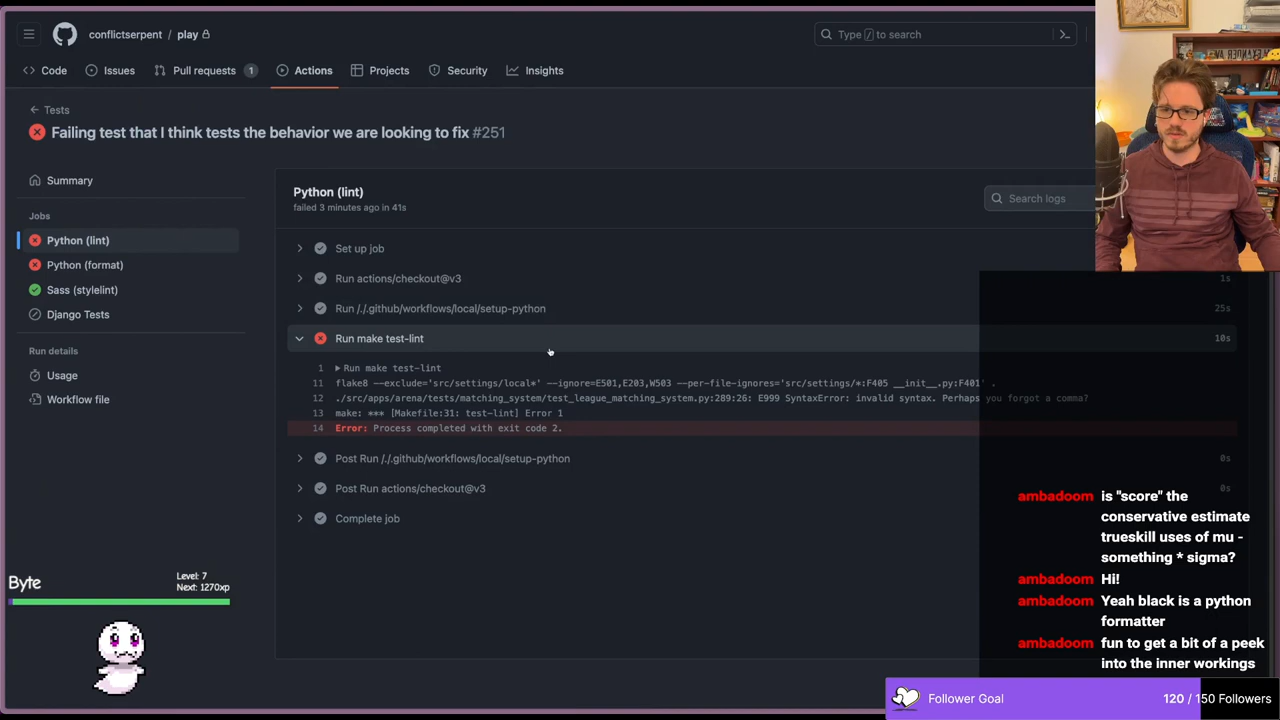 conflictserpent / play
Type / to search
Code
Issues
Pull requests 1
Actions
Projects
Security
Insights
Tests
Failing test that I think tests the behavior we are looking to fix #251
Summary
Jobs
Python (lint)
Python (format)
Sass (stylelint)
Django Tests
Run details
Usage
Workflow file
Python (lint)
failed 3 minutes ago in 41s
Search logs
Set up job
Run actions/checkout@v3
1s
Run /./.github/workflows/local/setup-python
25s
Run make test-lint
10s
1 Run make test-lint
11 flake8 --exclude='src/settings/local*' --ignore=E501,E203,W503 --per-file-ignores='src/settings/*:F405 __init__.py:F401' .
12 ./src/apps/arena/tests/matching_system/test_league_matching_system.py:289:26: E999 SyntaxError: invalid syntax. Perhaps you forgot a comma?
13 make: *** [Makefile:31: test-lint] Error 1
14 Error: Process completed with exit code 2.
Post Run /./.github/workflows/local/setup-python
0s
Post Run actions/checkout@v3
0s
Complete job
Byte
Level: 7
Next: 1270xp
ambadoom is "score" the
conservative estimate
trueskill uses of mu -
something * sigma?
ambadoom Hi!
ambadoom Yeah black is a python
formatter
ambadoom fun to get a bit of a peek
into the inner workings
Follower Goal
120 / 150 Followers